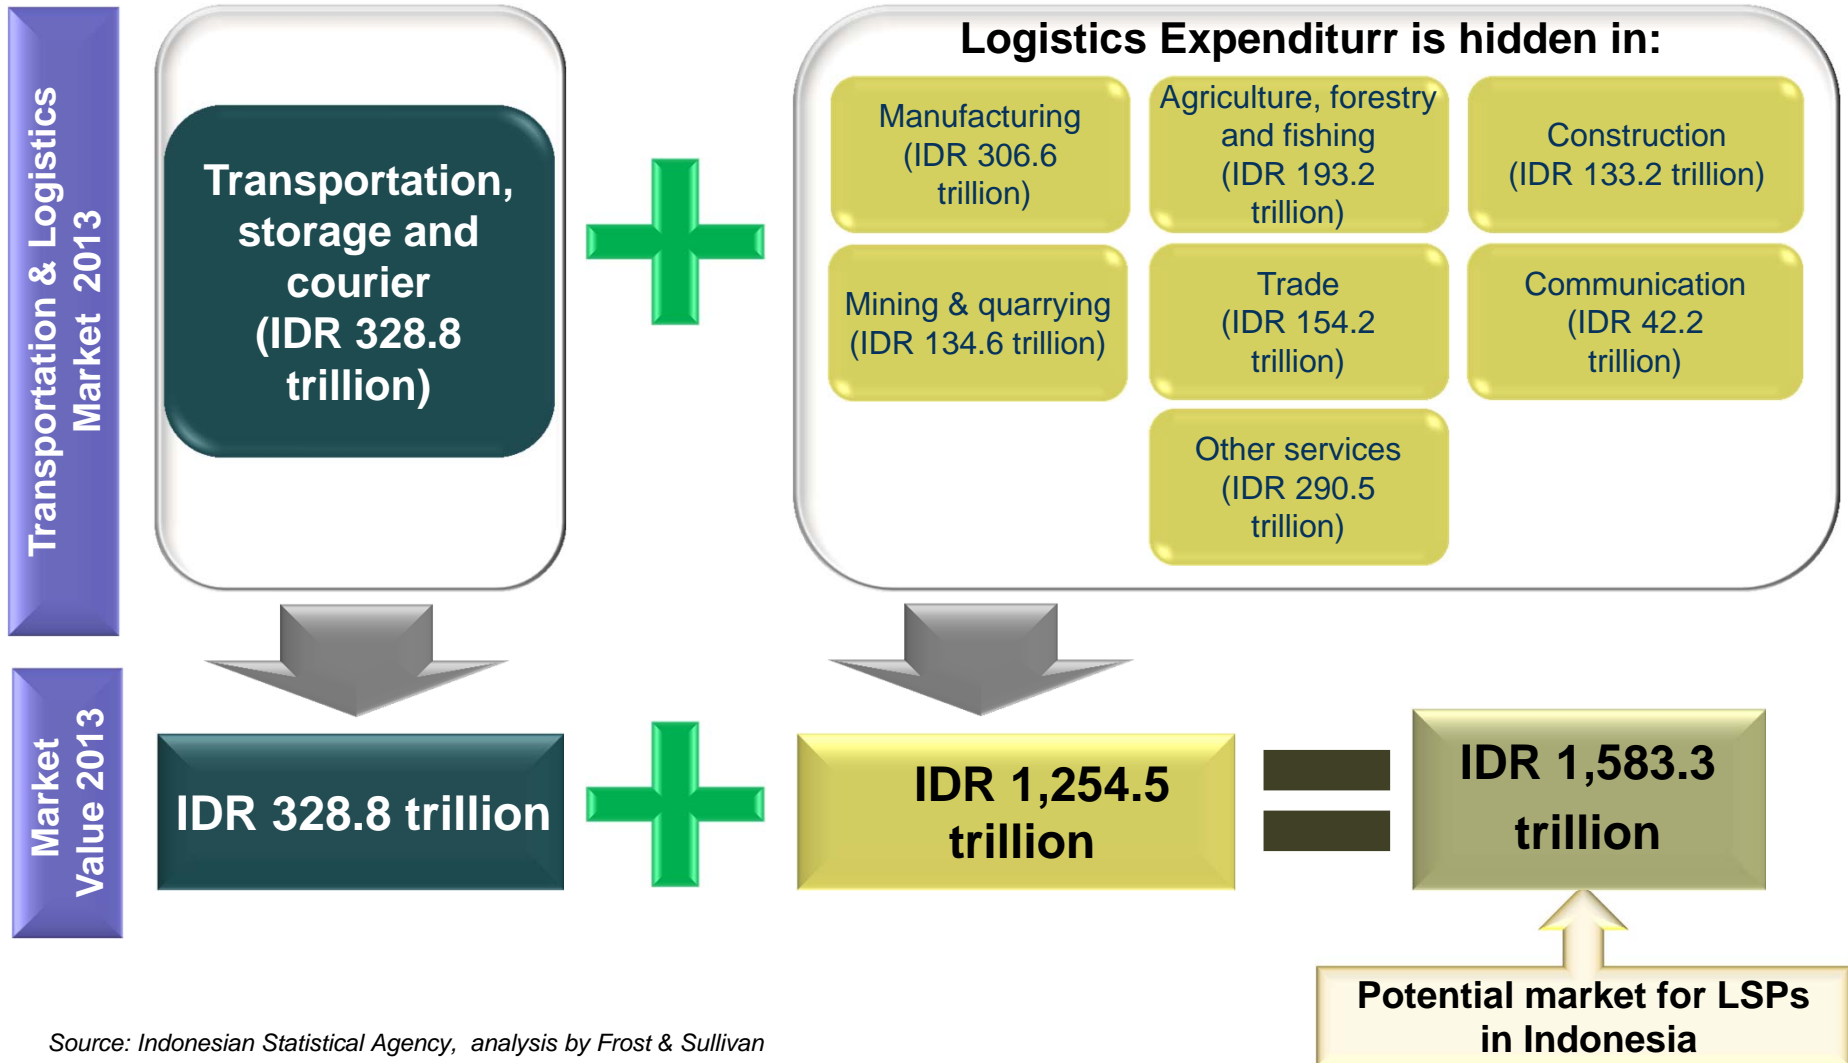 Transportation & Logistics
Market 2013
Transportation,
storage and
courier
(IDR 328.8
trillion)
Logistics Expenditurr is hidden in:
Manufacturing
(IDR 306.6
trillion)
Agriculture, forestry
and fishing
(IDR 193.2
trillion)
Construction
(IDR 133.2 trillion)
Mining & quarrying
(IDR 134.6 trillion)
Trade
(IDR 154.2
trillion)
Communication
(IDR 42.2
trillion)
Other services
(IDR 290.5
trillion)
Market
Value 2013
IDR 328.8 trillion
IDR 1,254.5
trillion
IDR 1,583.3
trillion
Potential market for LSPs
in Indonesia
Source: Indonesian Statistical Agency, analysis by Frost & Sullivan